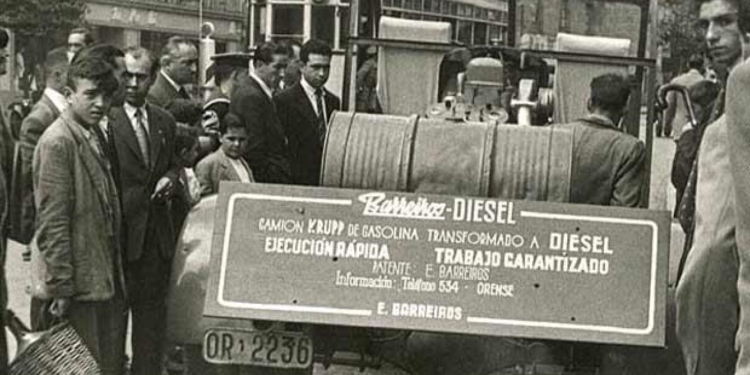 Barreiros-DIESEL
CAMION KRUPP DE GASOLINA TRANSFORMADO A DIESEL
EJECUCIÓN RÁPIDA TRABAJO GARANTIZADO
PATENTE: E. BARREIROS
Información: Teléfono 534 - ORENSE
E. BARREIROS
OR1 2236